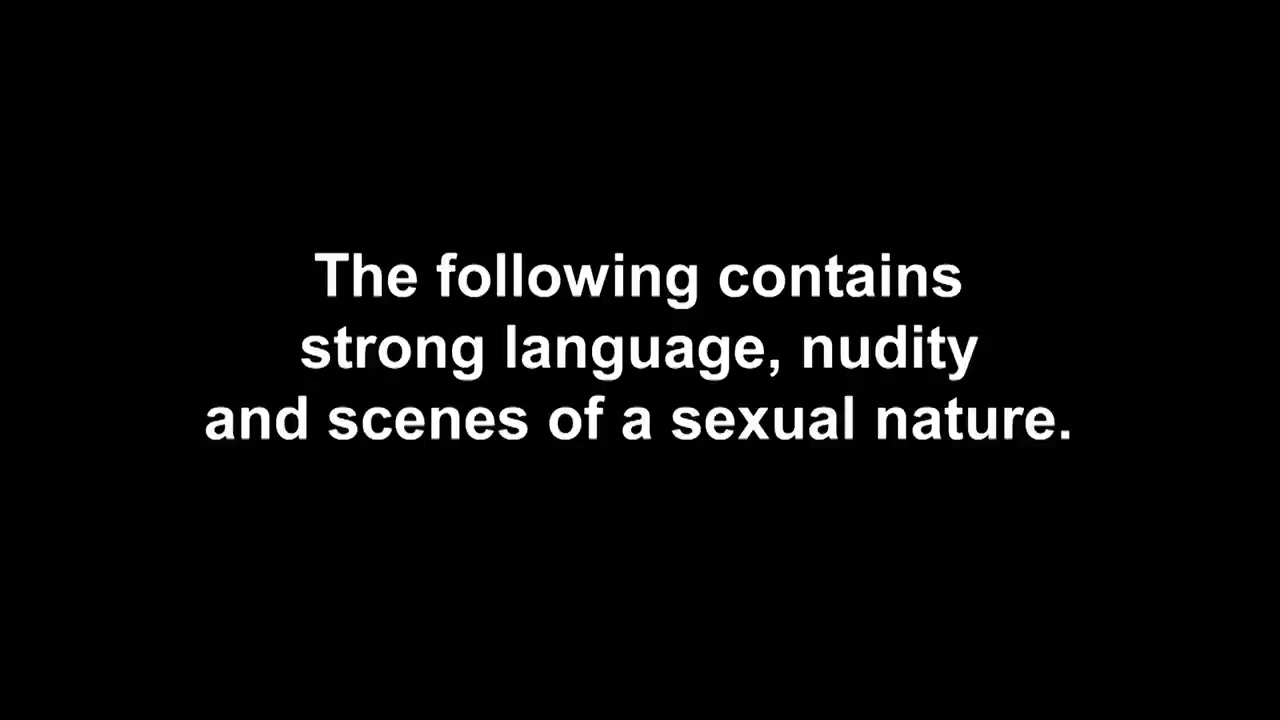 The following contains
strong language, nudity
and scenes of a sexual nature.